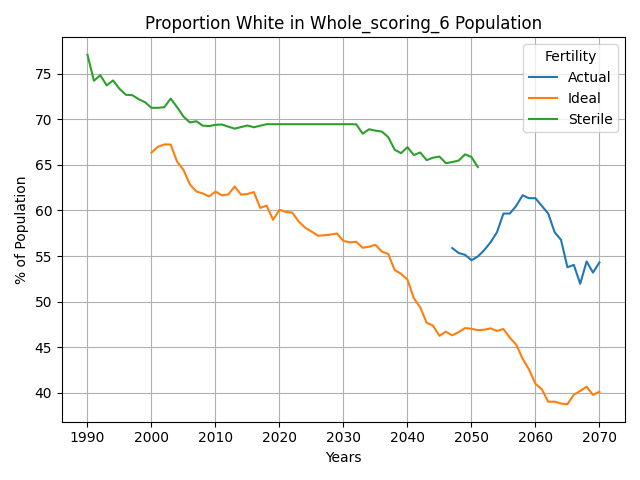 Proportion White in Whole_scoring_6 Population
Fertility
Actual
Ideal
Sterile
% of Population
75
70
65
60
55
50
45
40
1990 2000 2010 2020 2030 2040 2050 2060 2070
Years